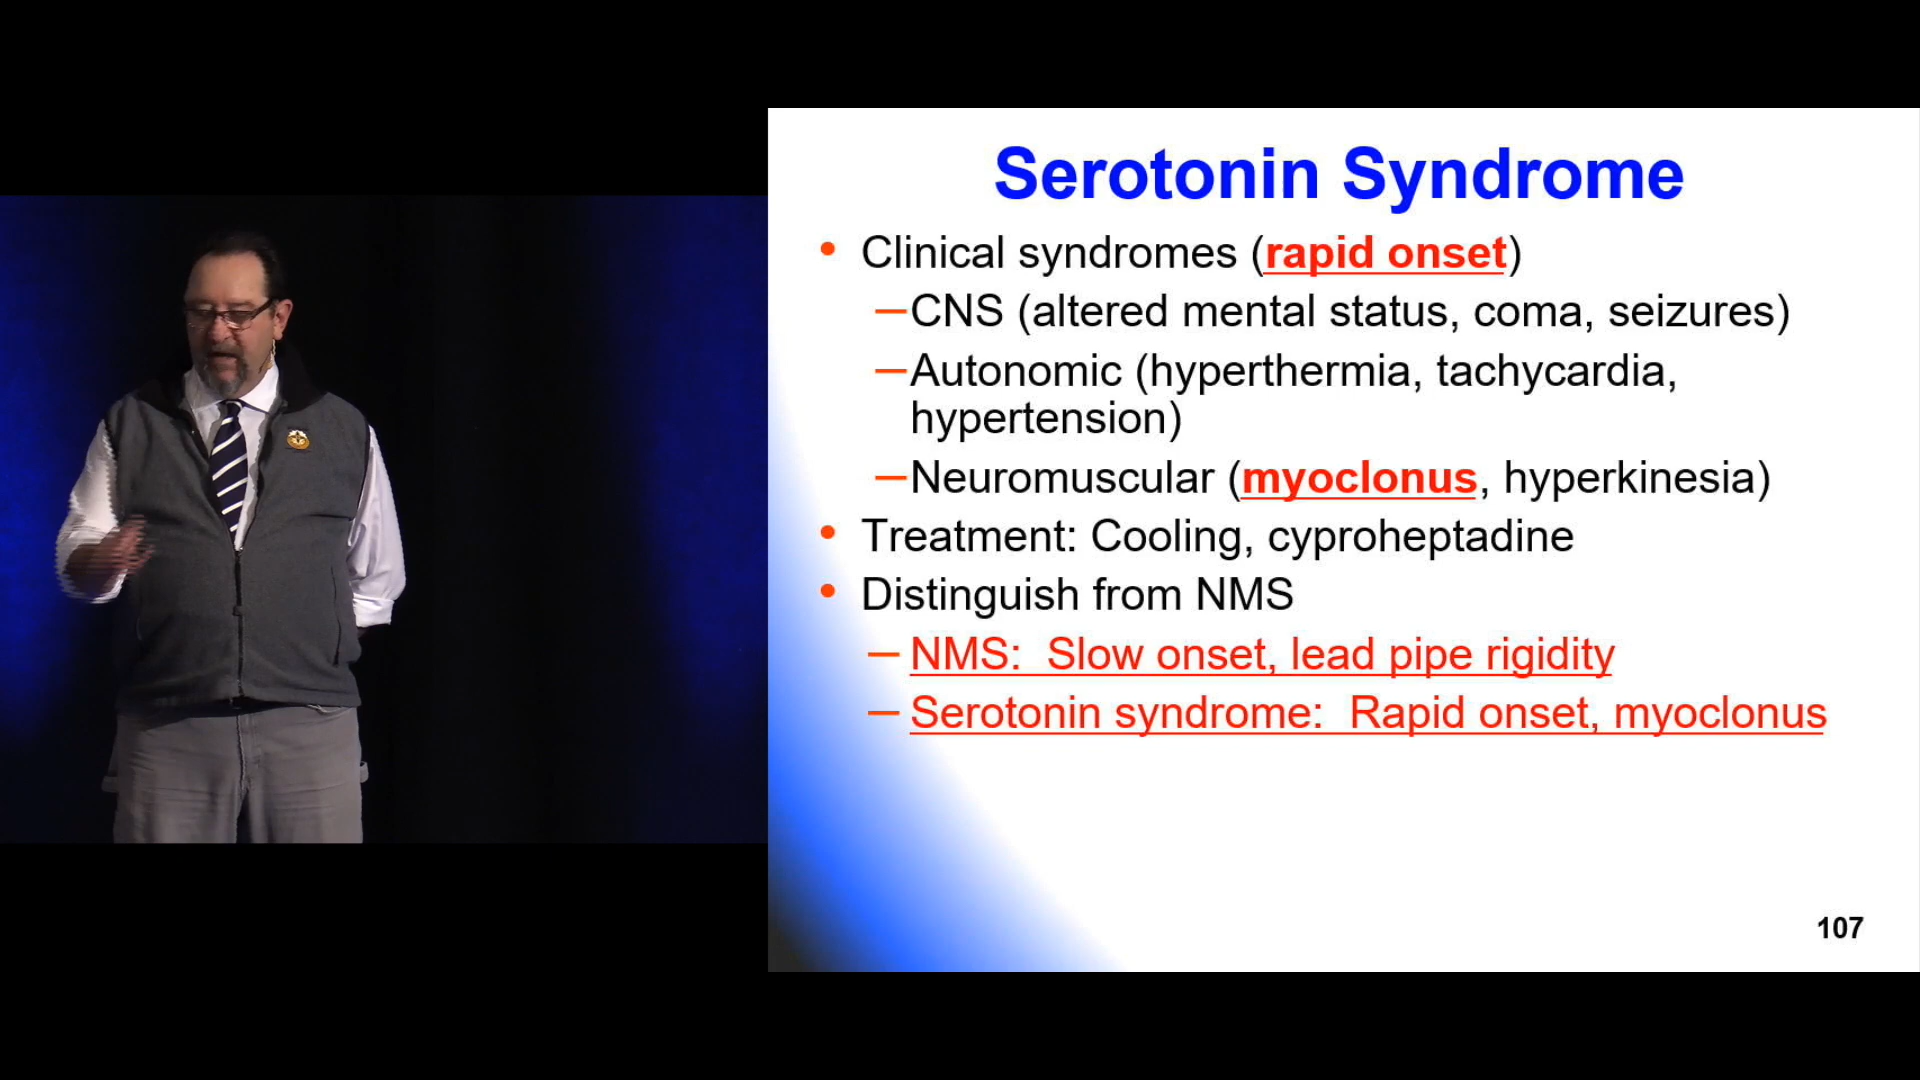 Serotonin Syndrome
• Clinical syndromes (rapid onset)
–CNS (altered mental status, coma, seizures)
–Autonomic (hyperthermia, tachycardia,
hypertension)
–Neuromuscular (myoclonus, hyperkinesia)
• Treatment: Cooling, cyproheptadine
• Distinguish from NMS
– NMS:  Slow onset, lead pipe rigidity
– Serotonin syndrome:  Rapid onset, myoclonus
107